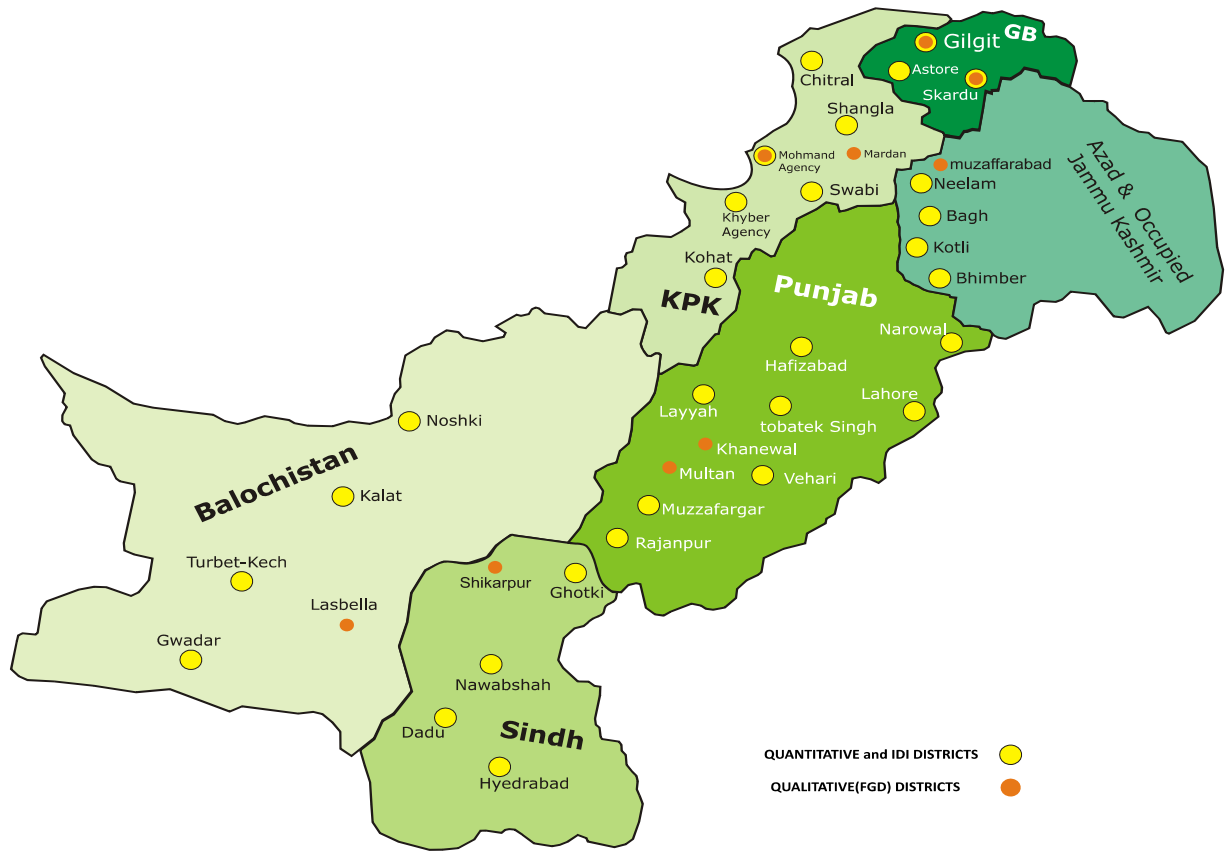 GB
Gilgit
Astore
Skardu
Chitral
Shangla
Mohmand
Agency
Mardan
Swabi
Khyber
Agency
Kohat
KPK
muzaffarabad
Neelam
Bagh
Kotli
Bhimber
Azad & Occupied
Jammu Kashmir
Punjab
Narowal
Hafizabad
Layyah
Lahore
tobatek Singh
Khanewal
Multan
Vehari
Muzzafargar
Rajanpur
Noshki
Balochistan
Kalat
Turbet-Kech
Lasbella
Gwadar
Shikarpur
Ghotki
Nawabshah
Dadu
Sindh
Hyedrabad
QUANTITATIVE and IDI DISTRICTS
QUALITATIVE(FGD) DISTRICTS